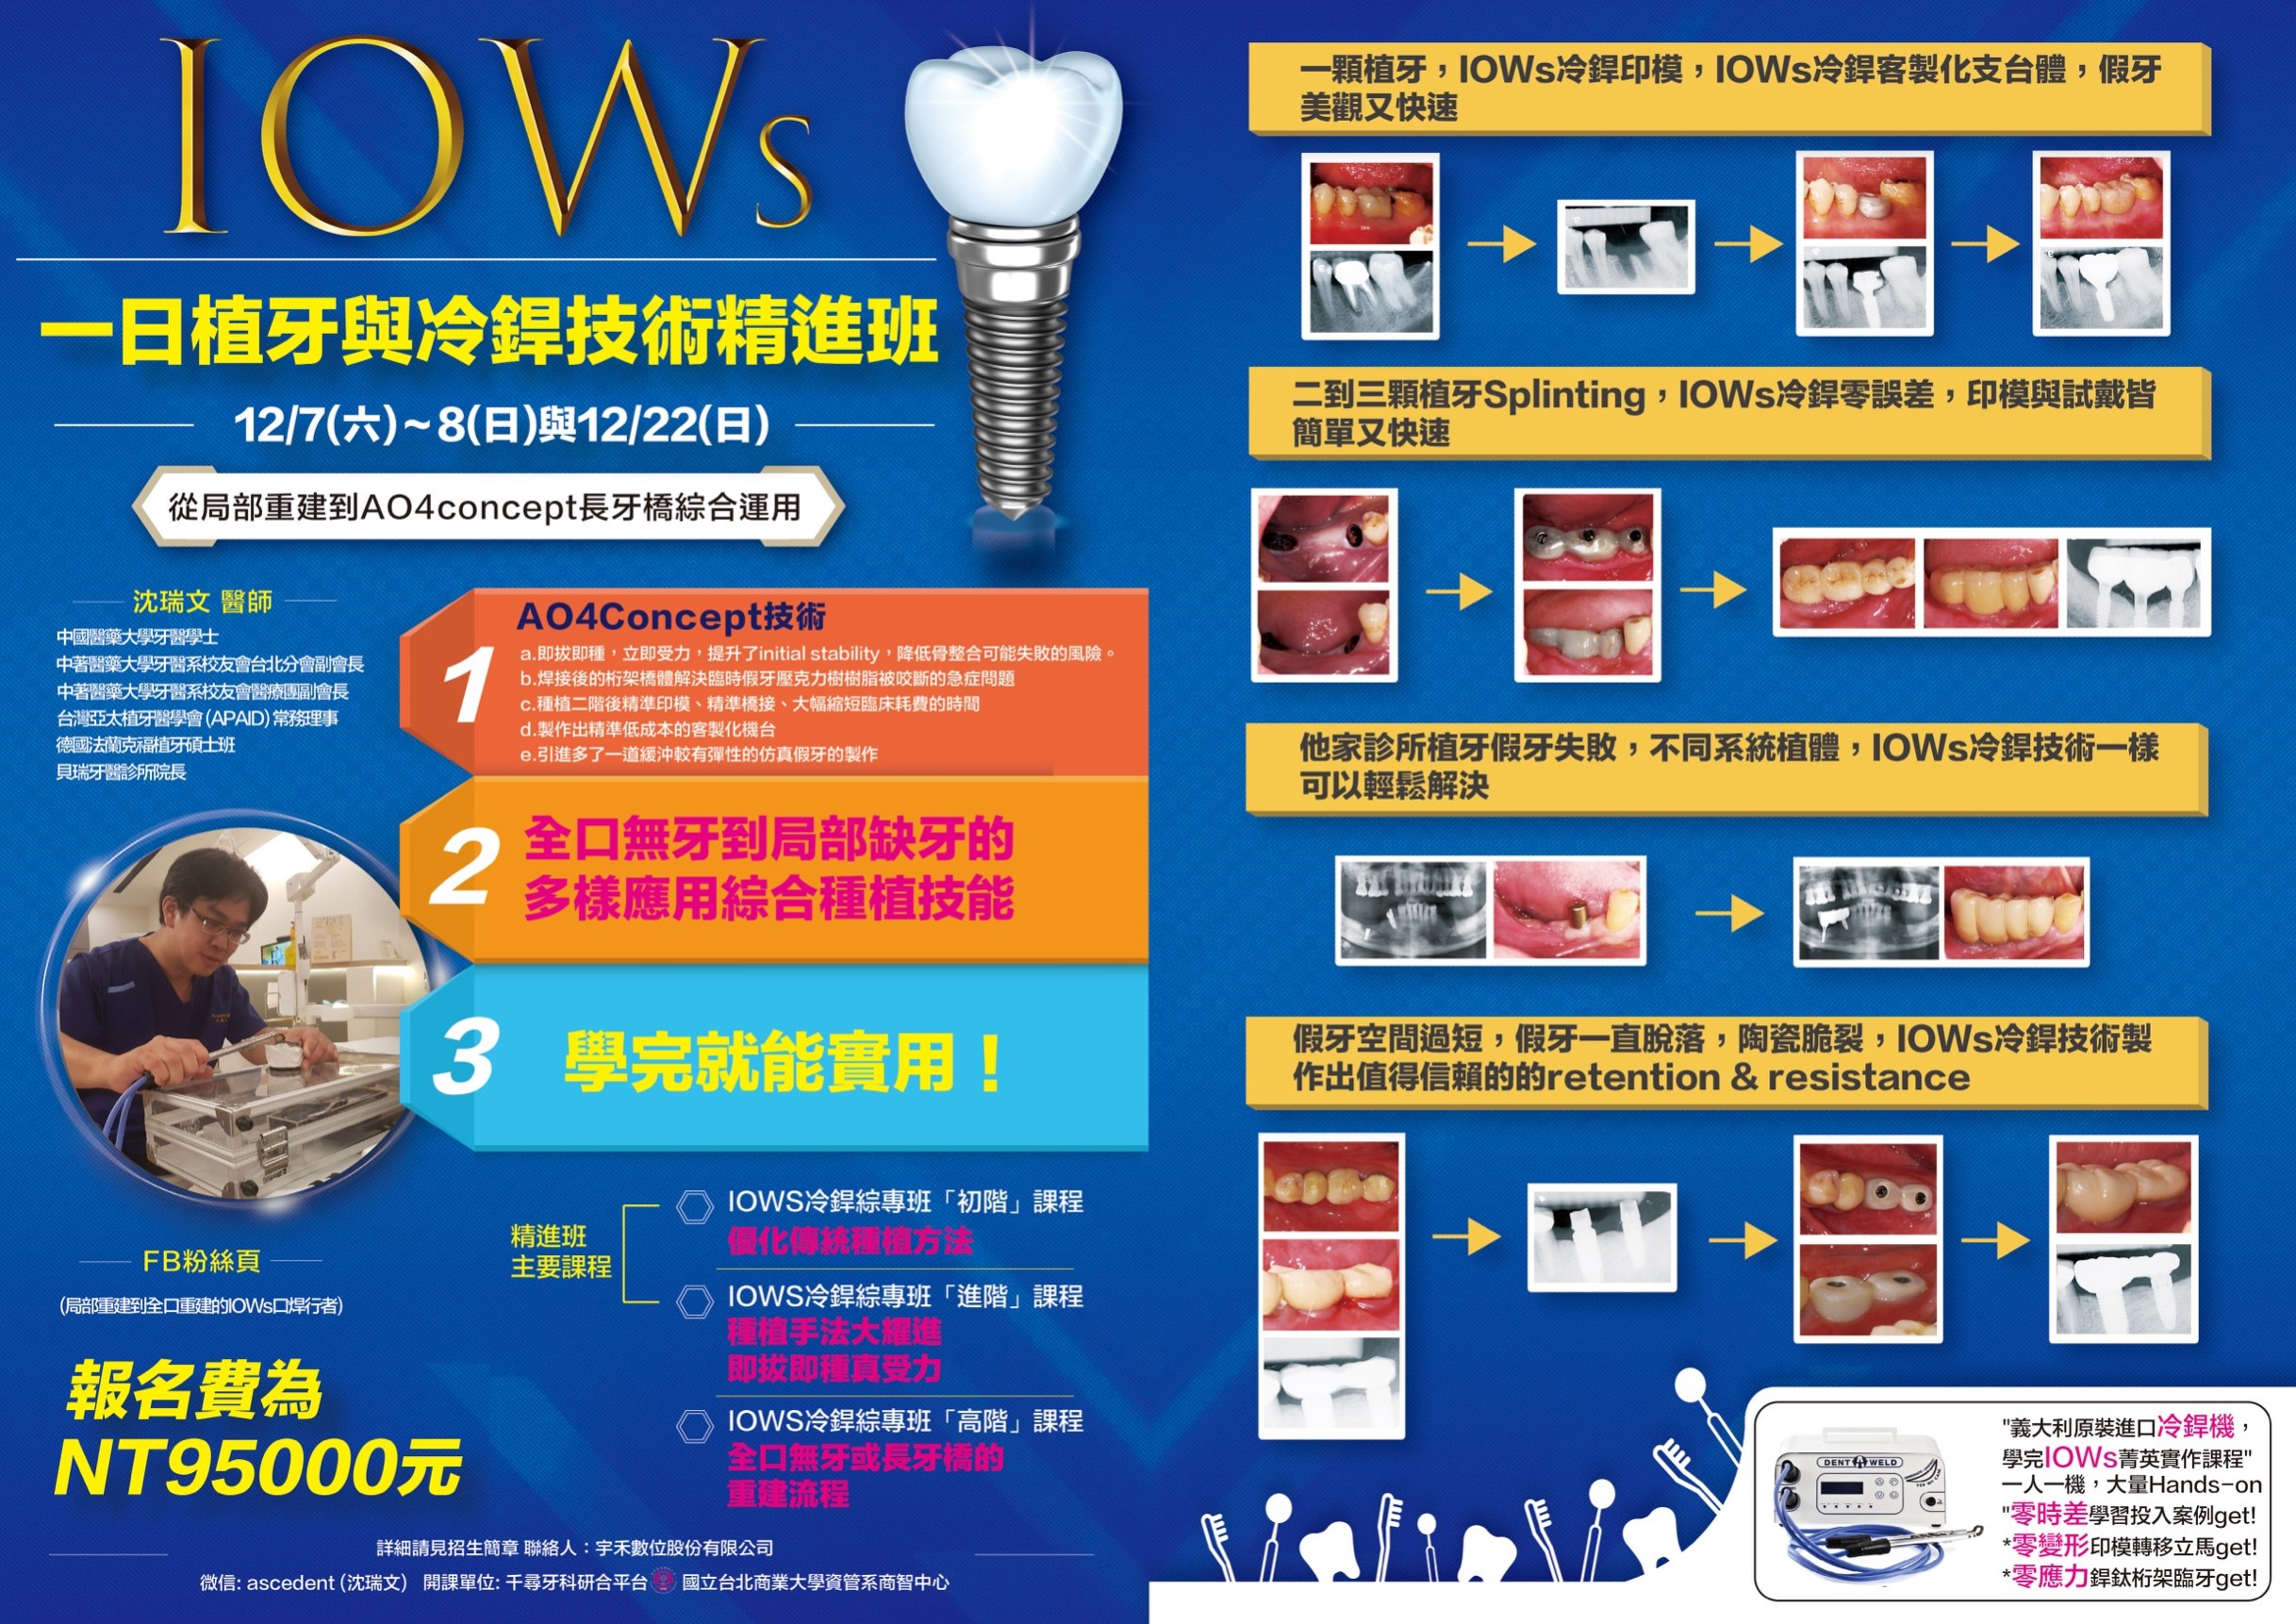 IOWs
一日植牙與冷銲技術精進班
12/7(六)~8(日)與12/22(日)
從局部重建到AO4concept長牙橋綜合運用
沈瑞文 醫師
中國醫藥大學牙醫學士
中著醫藥大學牙醫系校友會台北分會副會長
中著醫藥大學牙醫系校友會醫療團副會長
台灣亞太植牙醫學會(APAID)常務理事
德國法蘭克福植牙碩士班
貝瑞牙醫診所院長
1
AO4Concept技術
a.即拔即種，立即受力，提升了initial stability，降低骨整合可能失敗的風險。
b.焊接後的桁架橋體解決臨時假牙壓克力樹樹脂被咬斷的急症問題
c.種植二階後精準印模、精準橋接、大幅縮短臨床耗費的時間
d.製作出精準低成本的客製化機台
e.引進多了一道緩沖較有彈性的仿真假牙的製作
2
全口無牙到局部缺牙的
多樣應用綜合種植技能
3
學完就能實用！
FB粉絲頁
(局部重建到全口重建的IOWs口焊行者)
報名費為
NT95000元
精進班
主要課程
IOWS冷銲綜專班「初階」課程
優化傳統種植方法
IOWS冷銲綜專班「進階」課程
種植手法大耀進
即拔即種真受力
IOWS冷銲綜專班「高階」課程
全口無牙或長牙橋的
重建流程
詳細請見招生簡章 聯絡人：宇禾數位股份有限公司
微信: ascedent (沈瑞文) 開課單位: 千尋牙科研合平台 國立台北商業大學資管系商智中心
一顆植牙，IOWs冷銲印模，IOWs冷銲客製化支台體，假牙
美觀又快速
二到三顆植牙Splinting，IOWs冷銲零誤差，印模與試戴皆
簡單又快速
他家診所植牙假牙失敗，不同系統植體，IOWs冷銲技術一樣
可以輕鬆解決
假牙空間過短，假牙一直脫落，陶瓷脆裂，IOWs冷銲技術製
作出值得信賴的的retention & resistance
DENT WELD
"義大利原裝進口冷銲機，
學完IOWs菁英實作課程"
一人一機，大量Hands-on
"零時差學習投入案例get!
*零變形印模轉移立馬get!
*零應力銲鈦桁架臨牙get!